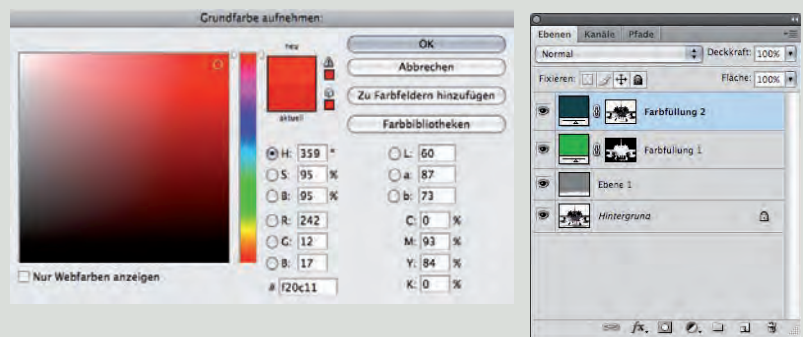 Grundfarbe aufnehmen:
neu
aktuell
OK
Abbrechen
Zu Farbfeldern hinzufügen
Farbbibliotheken
H: 359 °
S: 95 %
B: 95 %
R: 242
G: 12
B: 17
# f20c11
L: 60
a: 87
b: 73
C: 0 %
M: 93 %
Y: 84 %
K: 0 %
Nur Webfarben anzeigen
Ebenen Kanäle Pfade
Normal Deckkraft: 100%
Fixieren: Fläche: 100%
Farbfüllung 2
Farbfüllung 1
Ebene 1
Hintergrund
fx.